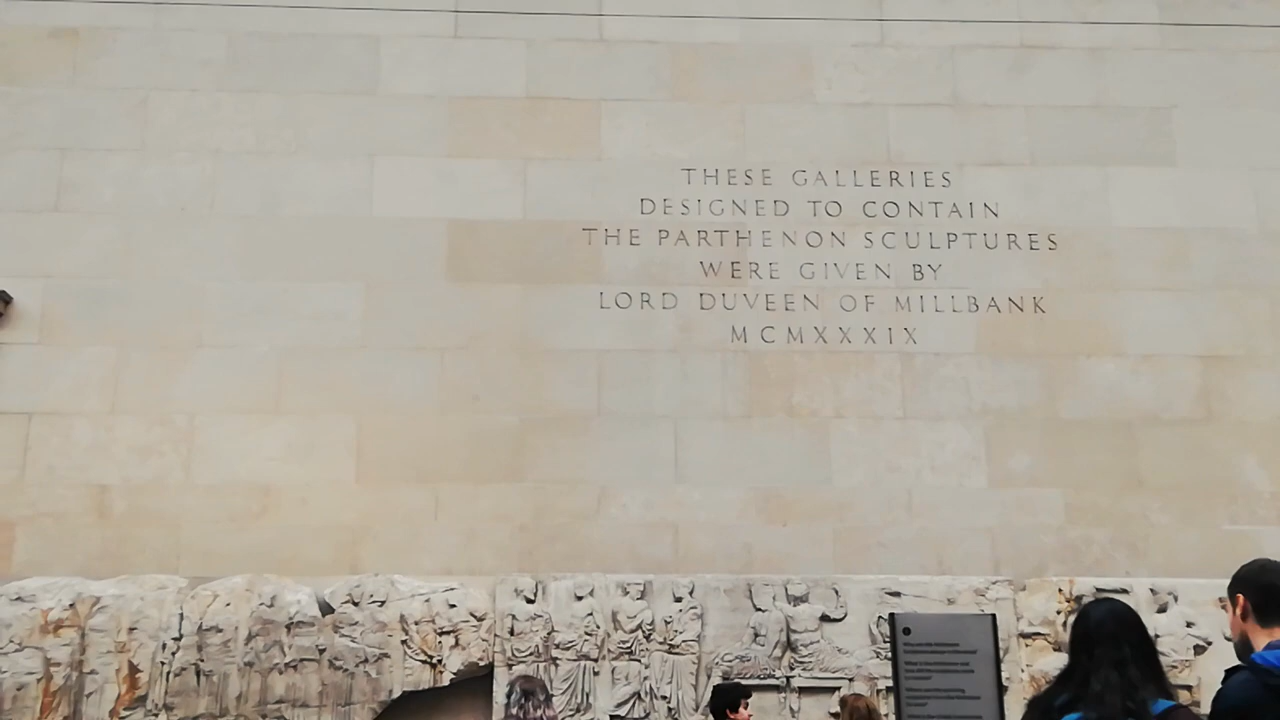 THESE GALLERIES
DESIGNED TO CONTAIN
THE PARTHENON SCULPTURES
WERE GIVEN BY
LORD DUVEEN OF MILLBANK
MCMXXXIX